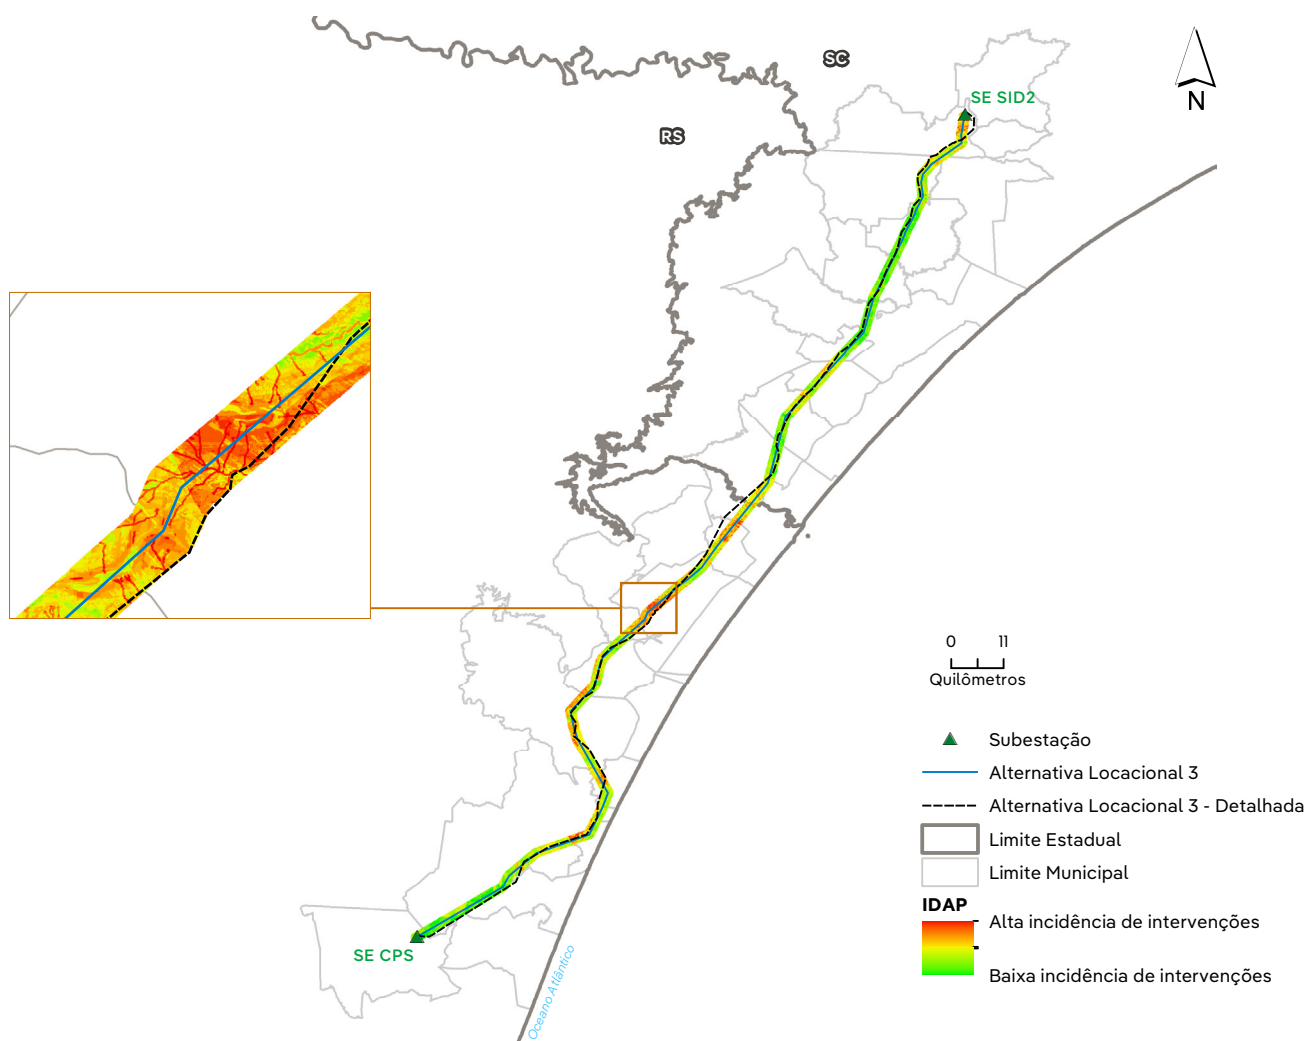 SC
SE SID2
RS
N
0 11
Quilômetros
Subestação
Alternativa Locacional 3
Alternativa Locacional 3 - Detalhada
Limite Estadual
Limite Municipal
IDAP
Alta incidência de intervenções
Baixa incidência de intervenções
SE CPS
Oceano Atlântico